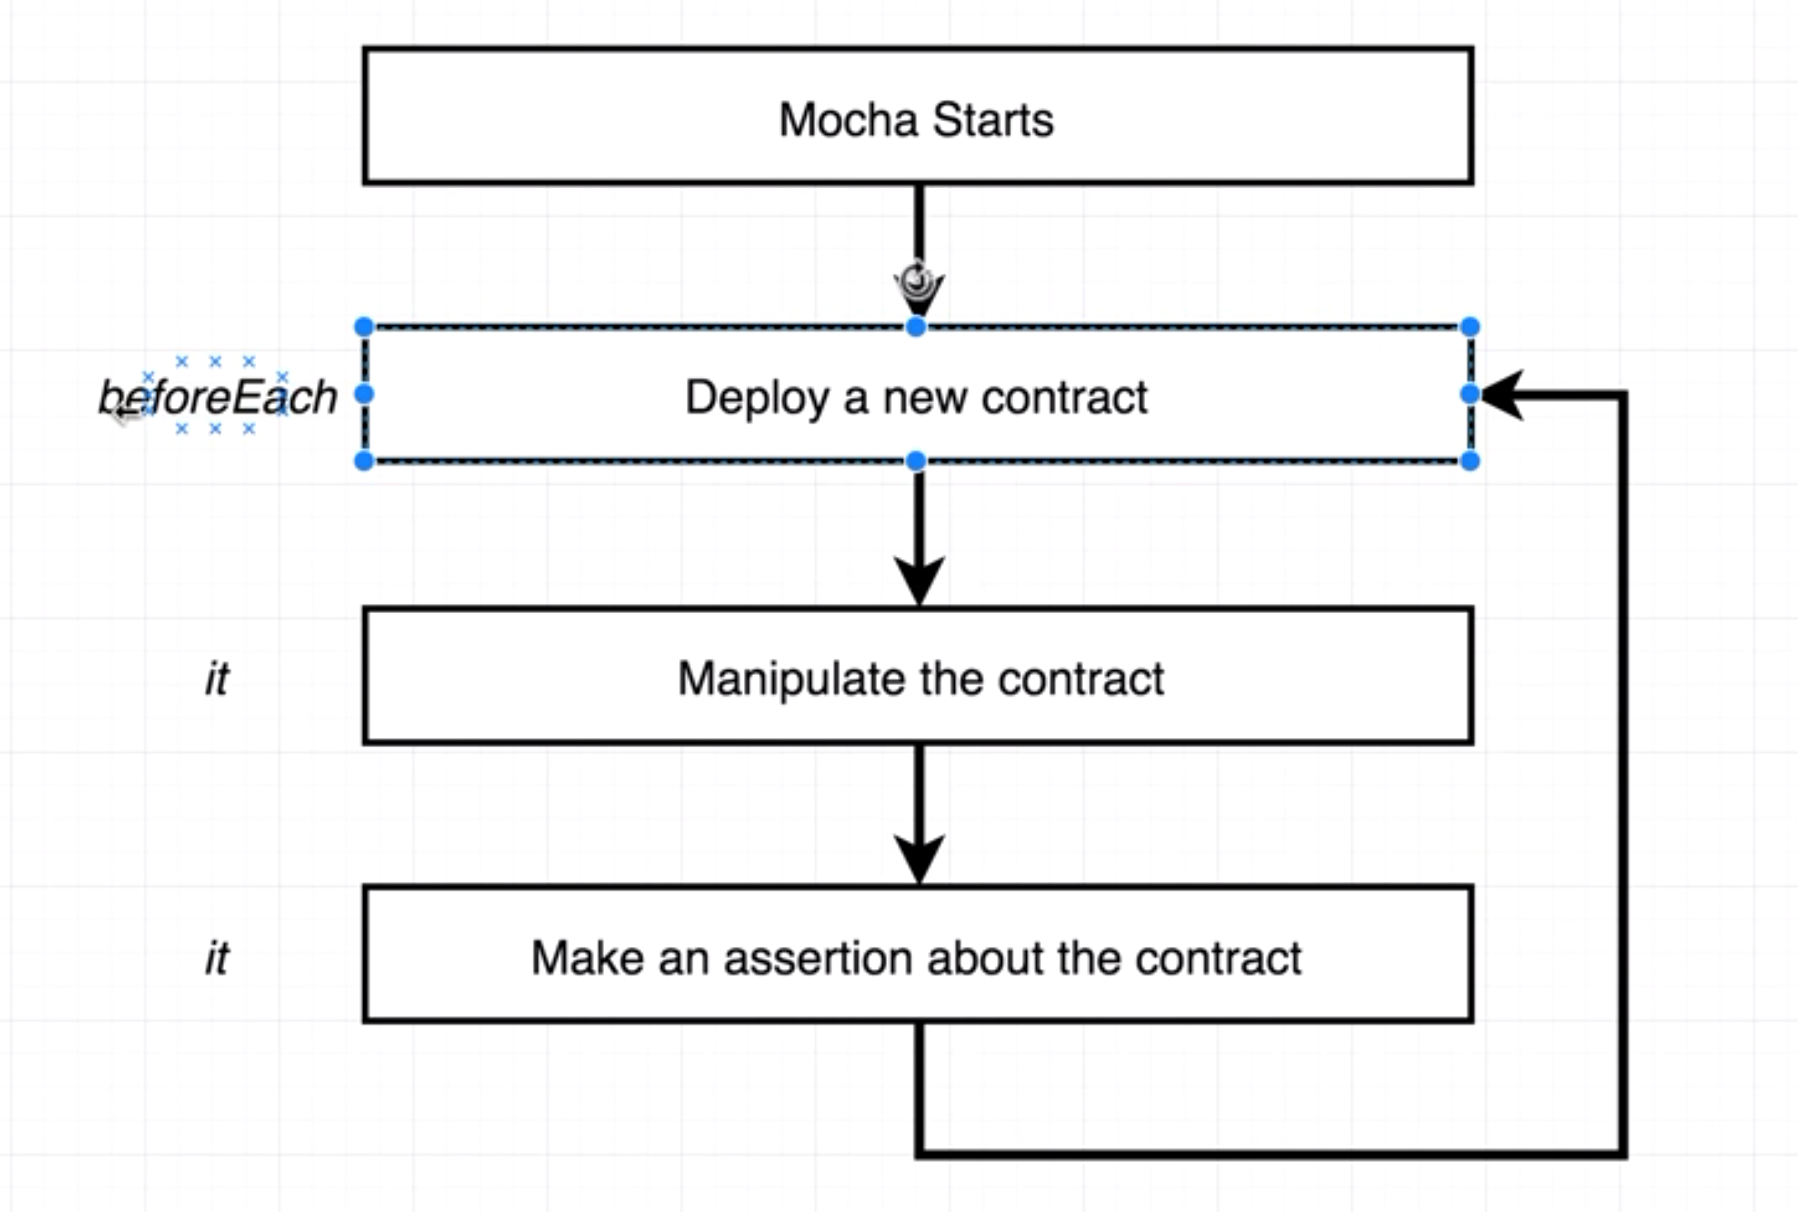 Mocha Starts
beforeEach
Deploy a new contract
it
Manipulate the contract
it
Make an assertion about the contract